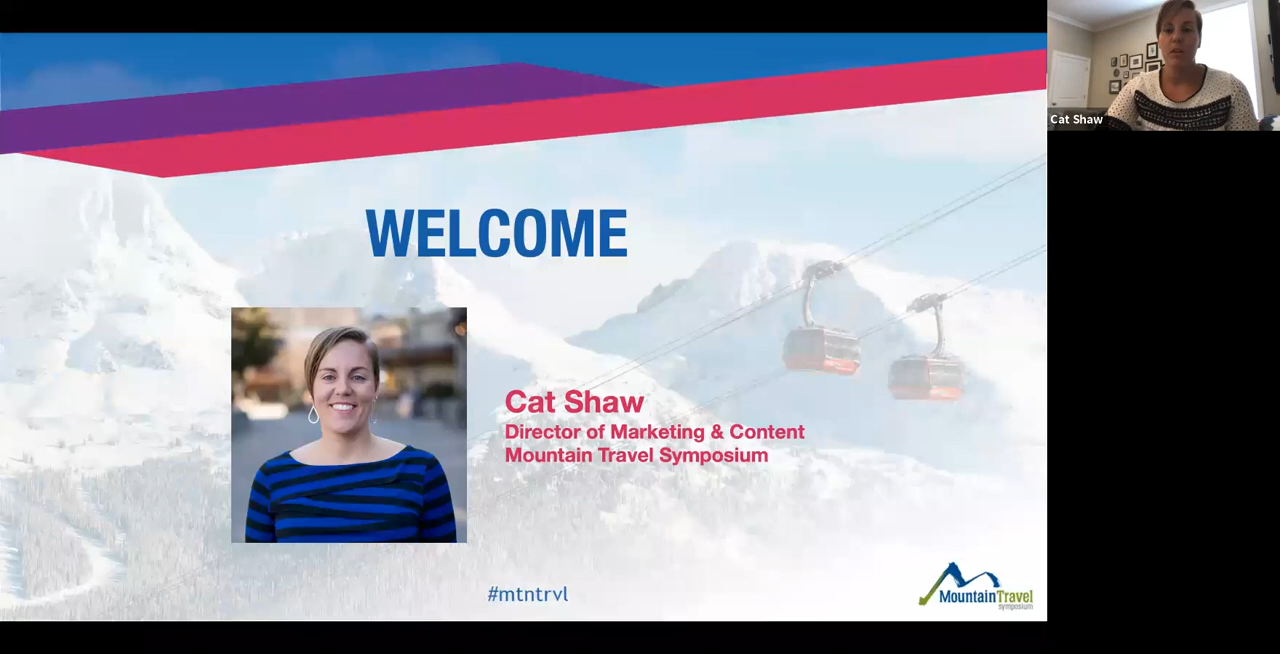 WELCOME
Cat Shaw
Director of Marketing & Content
Mountain Travel Symposium
#mtntrvl
MountainTravel
symposium
Cat Shaw